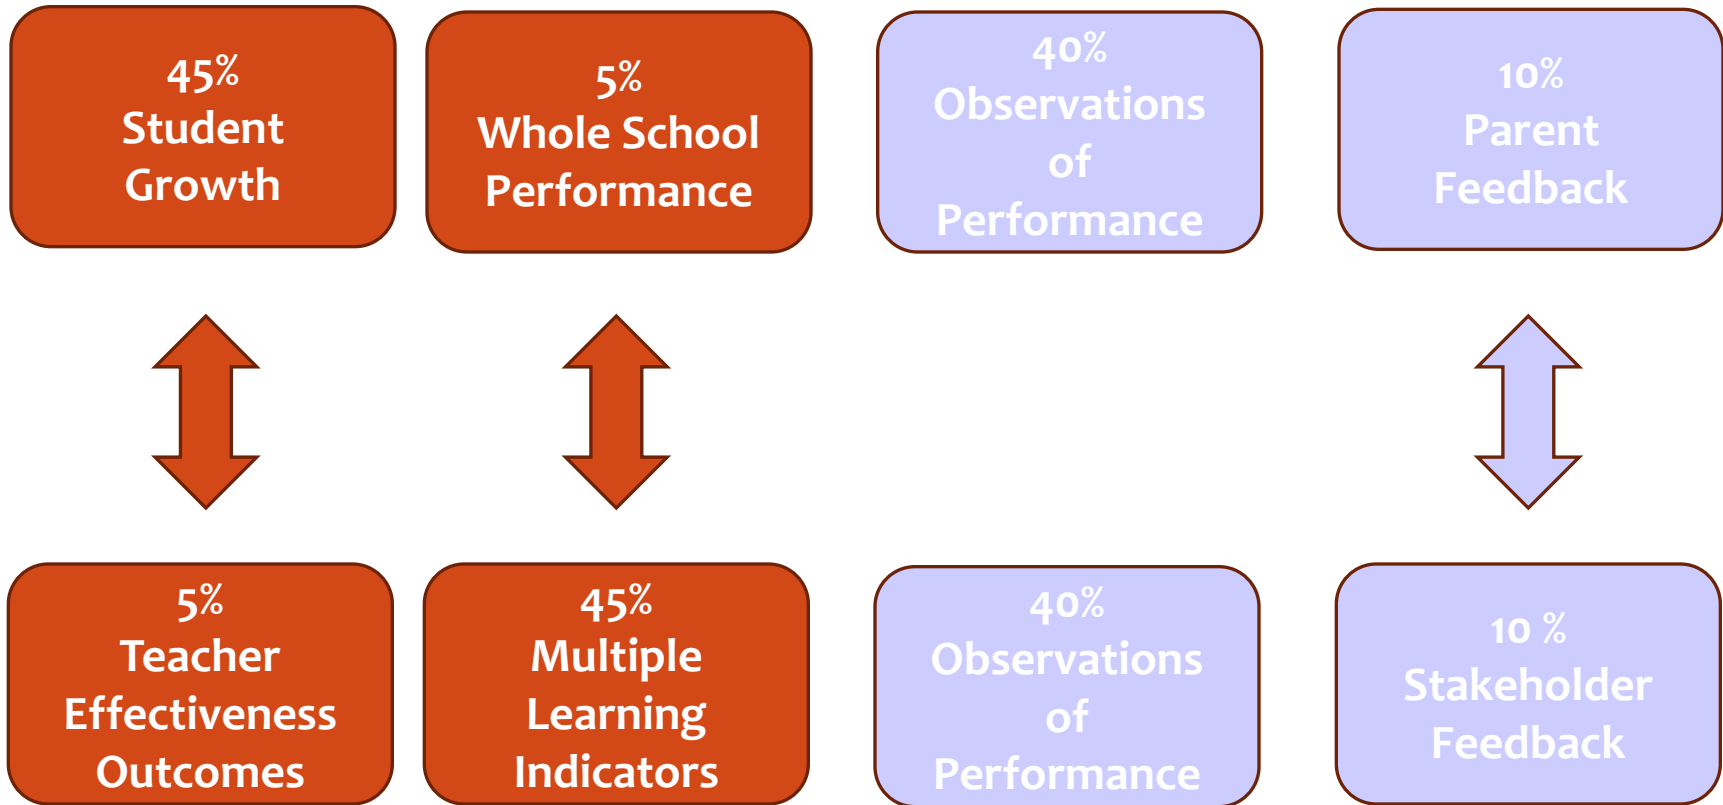 45%
Student
Growth
5%
Whole School
Performance
40%
Observations
of
Performance
10%
Parent
Feedback
5%
Teacher
Effectiveness
Outcomes
45%
Multiple
Learning
Indicators
40%
Observations
of
Performance
10 %
Stakeholder
Feedback